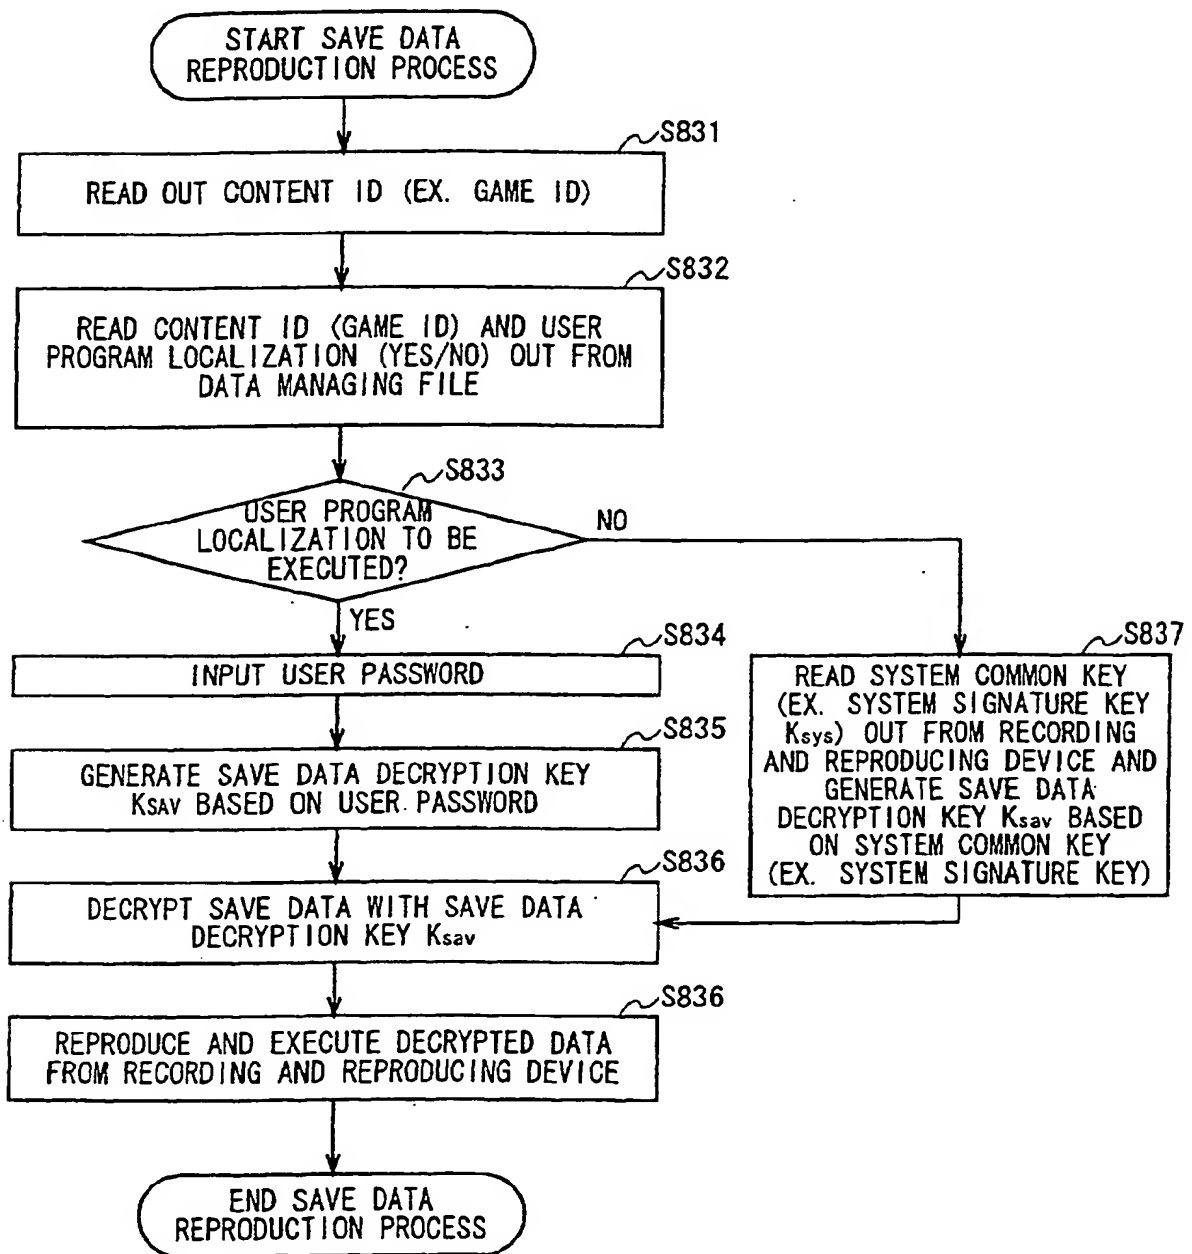 START SAVE DATA
REPRODUCTION PROCESS
S831
READ OUT CONTENT ID (EX. GAME ID)
S832
READ CONTENT ID (GAME ID) AND USER
PROGRAM LOCALIZATION (YES/NO) OUT FROM
DATA MANAGING FILE
S833
USER PROGRAM
LOCALIZATION TO BE
EXECUTED?
NO
YES
S834
INPUT USER PASSWORD
S835
GENERATE SAVE DATA DECRYPTION KEY
Ksav BASED ON USER PASSWORD
S837
READ SYSTEM COMMON KEY
(EX. SYSTEM SIGNATURE KEY
Ksys) OUT FROM RECORDING
AND REPRODUCING DEVICE AND
GENERATE SAVE DATA
DECRYPTION KEY Ksav BASED
ON SYSTEM COMMON KEY
(EX. SYSTEM SIGNATURE KEY)
S836
DECRYPT SAVE DATA WITH SAVE DATA
DECRYPTION KEY Ksav
S836
REPRODUCE AND EXECUTE DECRYPTED DATA
FROM RECORDING AND REPRODUCING DEVICE
END SAVE DATA
REPRODUCTION PROCESS